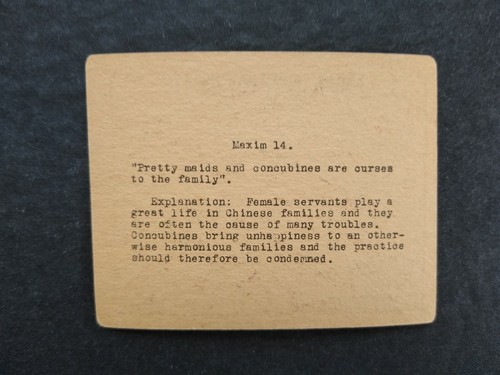 Maxim 14.
"Pretty maids and concubines are curses
to the family".
Explanation: Female servants play a
great life in Chinese families and they
are often the cause of many troubles.
Concubines bring unhappiness to an other-
wise harmonious families and the practice
should therefore be condemned.